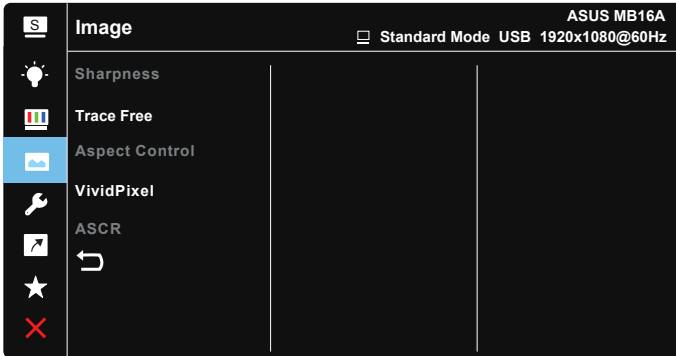 S
Image
ASUS MB16A
Standard Mode USB 1920x1080@60Hz
Sharpness
Trace Free
Aspect Control
VividPixel
ASCR